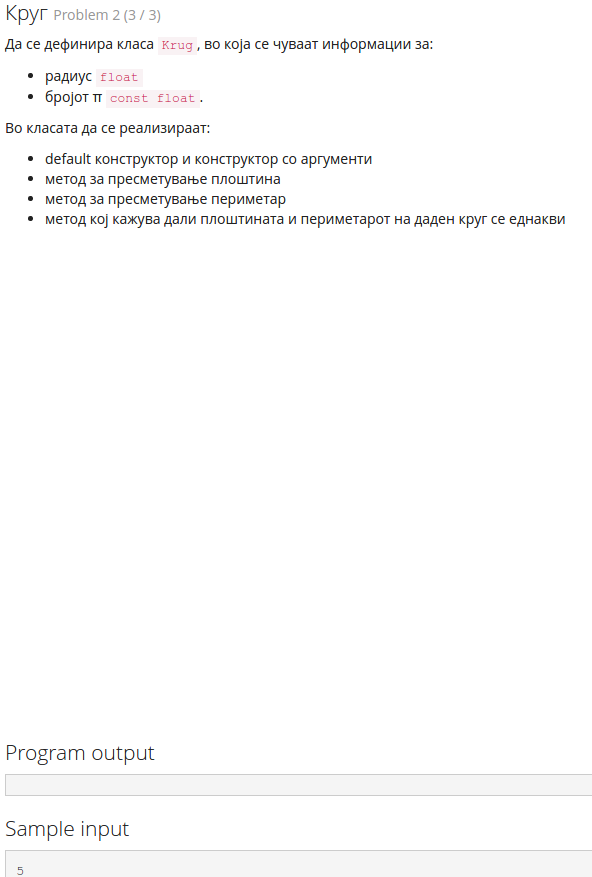 Круг Problem 2 (3 / 3)
Да се дефинира класа Krug, во која се чуваат информации за:
радиус float
бројот π const float.
Во класата да се реализираат:
default конструктор и конструктор со аргументи
метод за пресметување плоштина
метод за пресметување периметар
метод кој кажува дали плоштината и периметарот на даден круг се еднакви
Program output
Sample input
5